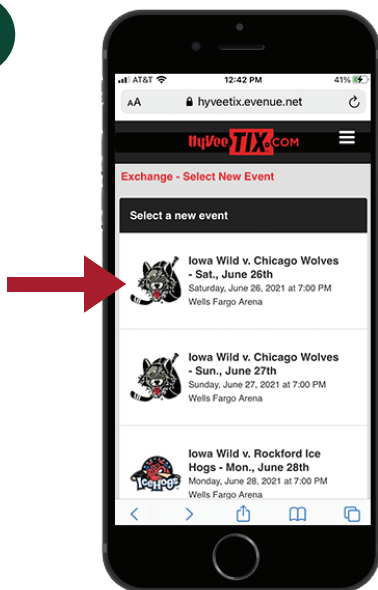 AT&T 12:42 PM 41%
AA hyveetix.evenue.net
HyVee TIX.COM
Exchange - Select New Event
Select a new event
Iowa Wild v. Chicago Wolves
- Sat., June 26th
Saturday, June 26, 2021 at 7:00 PM
Wells Fargo Arena
Iowa Wild v. Chicago Wolves
- Sun., June 27th
Sunday, June 27, 2021 at 7:00 PM
Wells Fargo Arena
Iowa Wild v. Rockford Ice
Hogs - Mon., June 28th
Monday, June 28, 2021 at 7:00 PM
Wells Fargo Arena
IceHogs